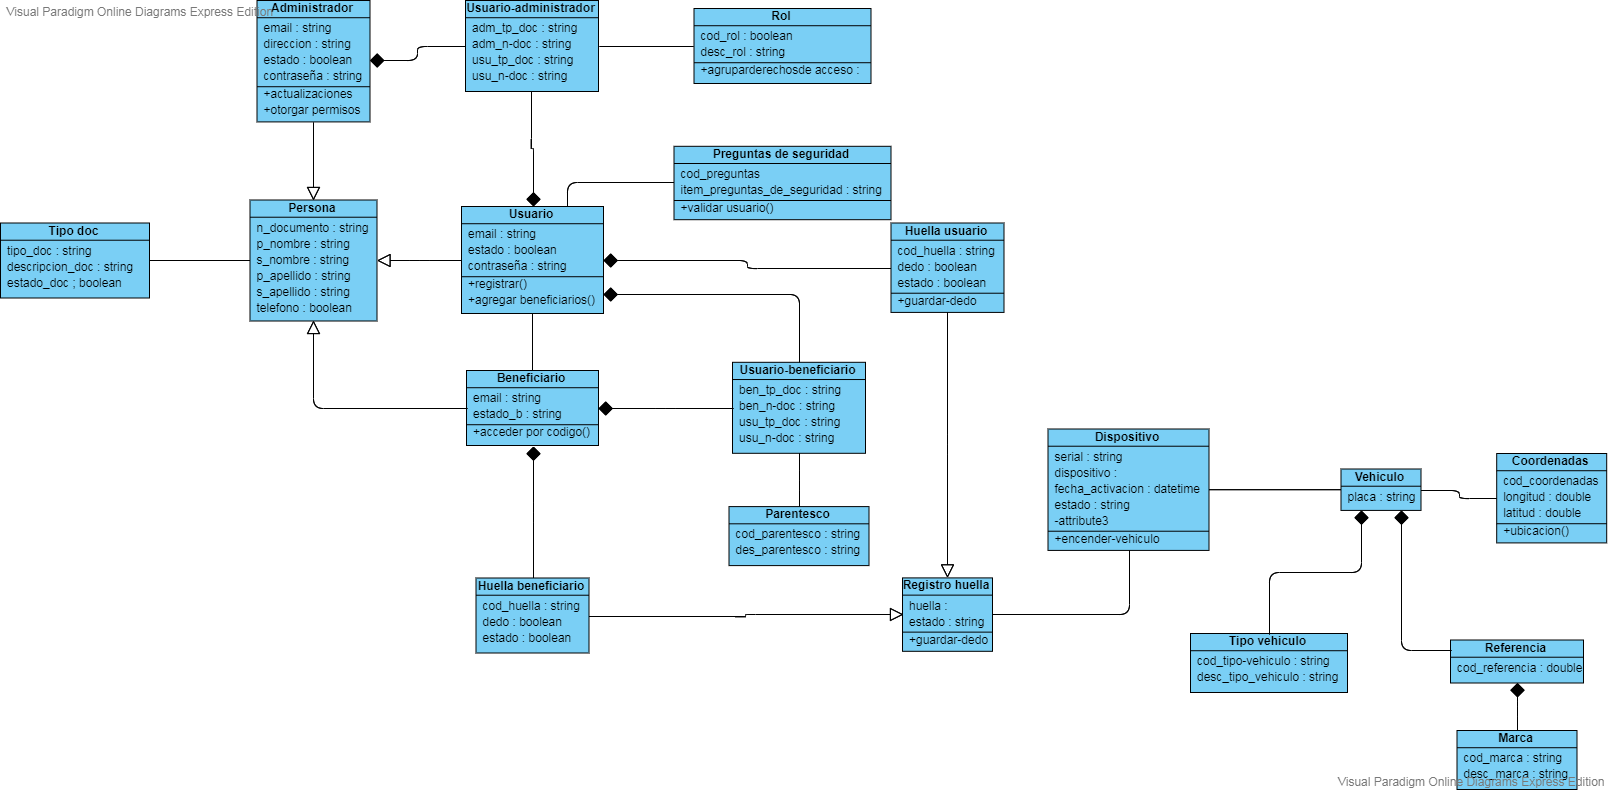 Visual Paradigm Online Diagrams Express Edition
Administrador
email : string
direccion : string
estado : boolean
contraseña : string
+actualizaciones
+otorgar permisos
Usuario-administrador
adm_tp_doc : string
adm_n-doc : string
usu_tp_doc : string
usu_n-doc : string
Rol
cod_rol : boolean
desc_rol : string
+agruparderechosde acceso :
Preguntas de seguridad
cod_preguntas
item_preguntas_de_seguridad : string
+validar usuario()
Tipo doc
tipo_doc : string
descripcion_doc : string
estado_doc ; boolean
Persona
n_documento : string
p_nombre : string
s_nombre : string
p_apellido : string
s_apellido : string
telefono : boolean
Usuario
email : string
estado : boolean
contraseña : string
+registrar()
+agregar beneficiarios()
Huella usuario
cod_huella : string
dedo : boolean
estado : boolean
+guardar-dedo
Beneficiario
email : string
estado_b : string
+acceder por codigo()
Usuario-beneficiario
ben_tp_doc : string
ben_n-doc : string
usu_tp_doc : string
usu_n-doc : string
Parentesco
cod_parentesco : string
des_parentesco : string
Dispositivo
serial : string
dispositivo :
fecha_activacion : datetime
estado : string
-attribute3
+encender-vehiculo
Vehiculo
placa : string
Coordenadas
cod_coordenadas
longitud : double
latitud : double
+ubicacion()
Huella beneficiario
cod_huella : string
dedo : boolean
estado : boolean
Registro huella
huella :
estado : string
+guardar-dedo
Tipo vehiculo
cod_tipo-vehiculo : string
desc_tipo_vehiculo : string
Referencia
cod_referencia : double
Marca
cod_marca : string
desc_marca : string
Visual Paradigm Online Diagrams Express Edition